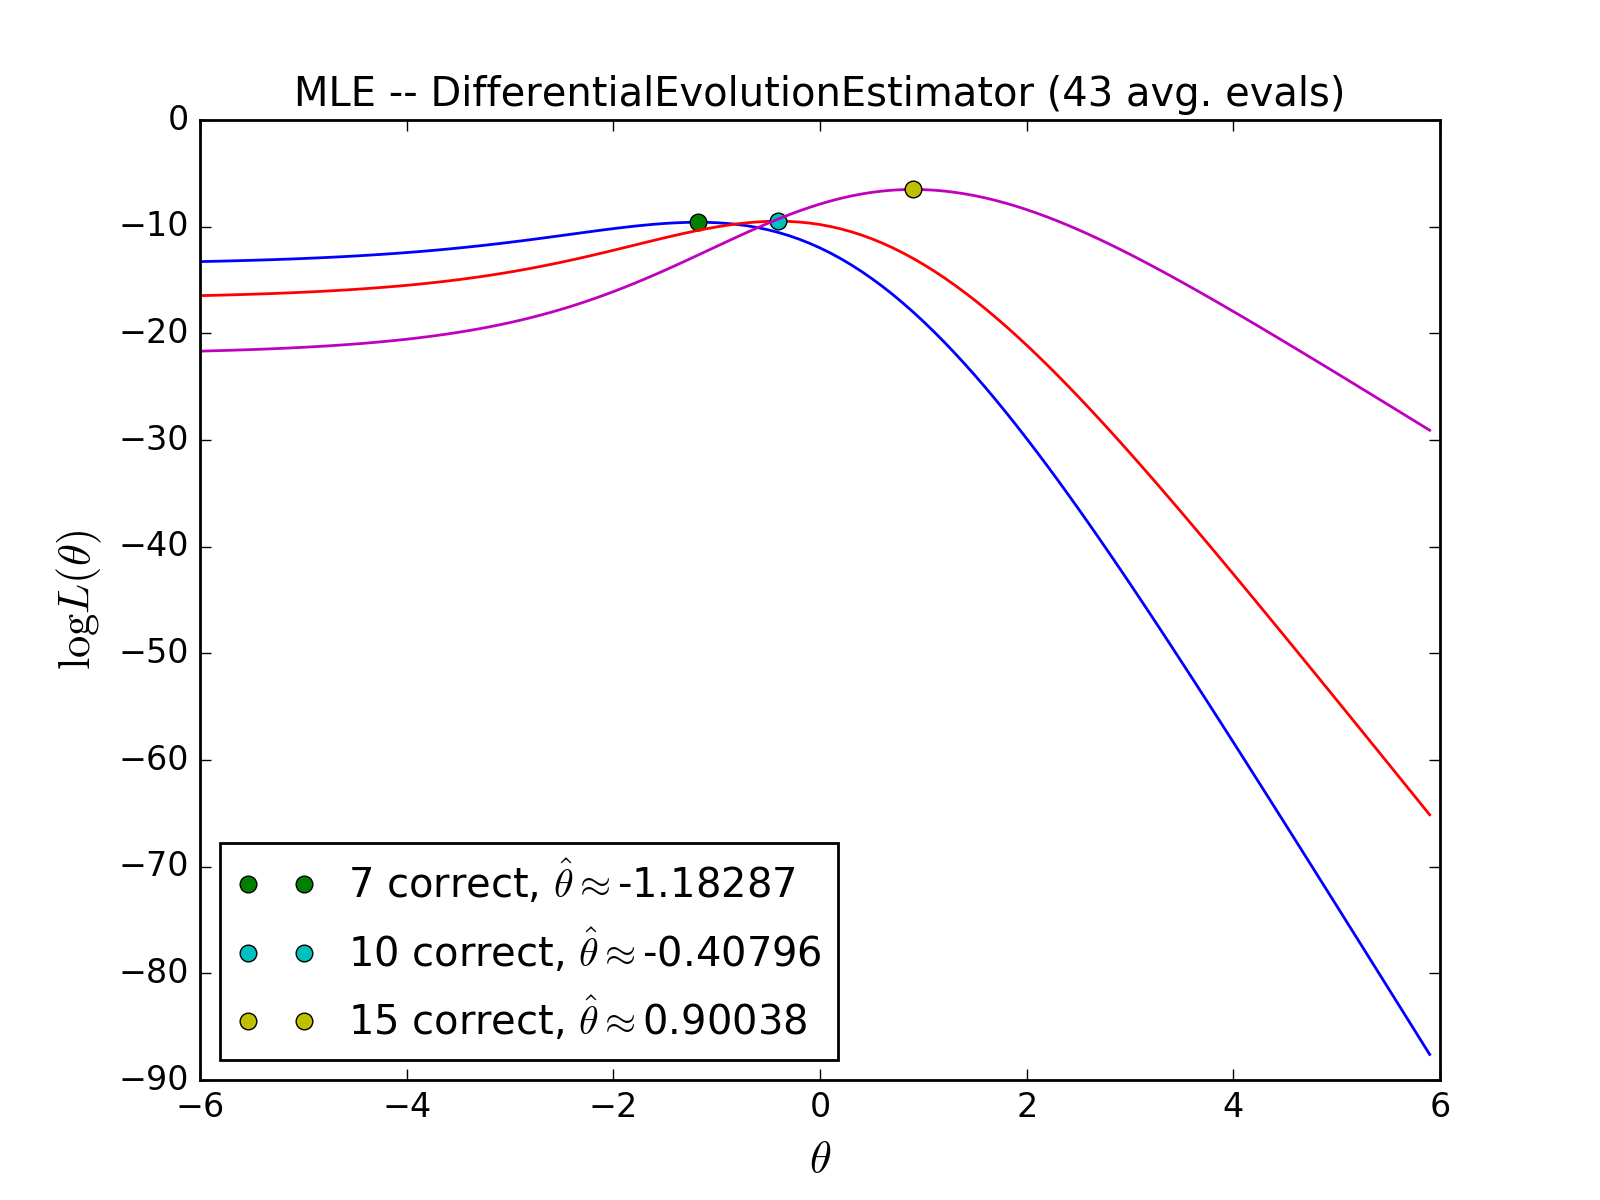 MLE -- DifferentialEvolutionEstimator (43 avg. evals)
0
−10
−20
−30
−40
−50
−60
−70
−80
−90
log L(θ)
7 correct, θ̂ ≈ -1.18287
10 correct, θ̂ ≈ -0.40796
15 correct, θ̂ ≈ 0.90038
−6 −4 −2 0 2 4 6
θ